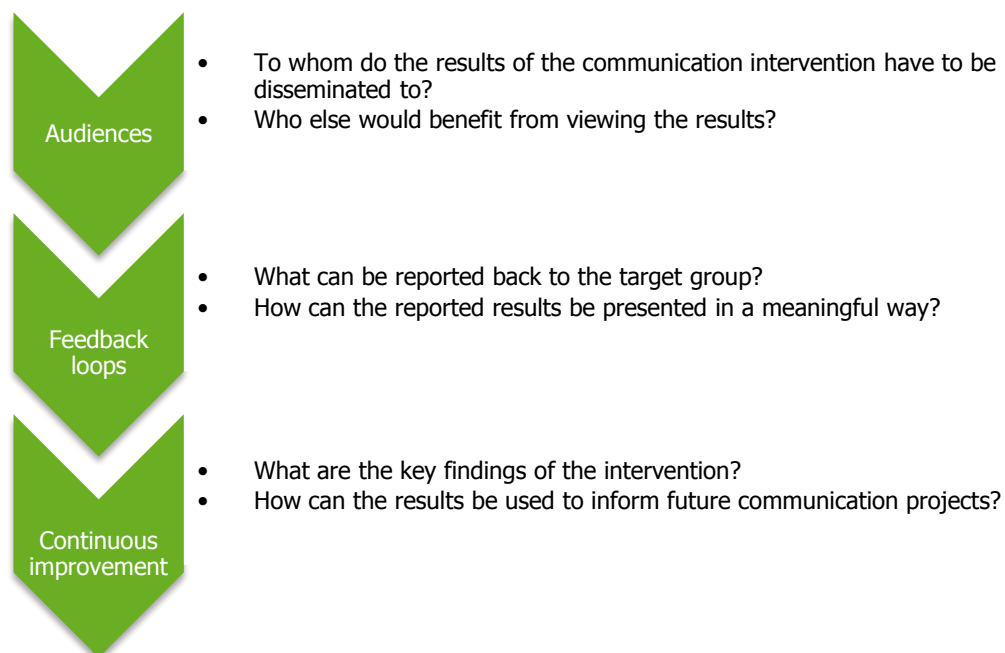 Audiences
• To whom do the results of the communication intervention have to be
disseminated to?
• Who else would benefit from viewing the results?
Feedback
loops
• What can be reported back to the target group?
• How can the reported results be presented in a meaningful way?
Continuous
improvement
• What are the key findings of the intervention?
• How can the results be used to inform future communication projects?